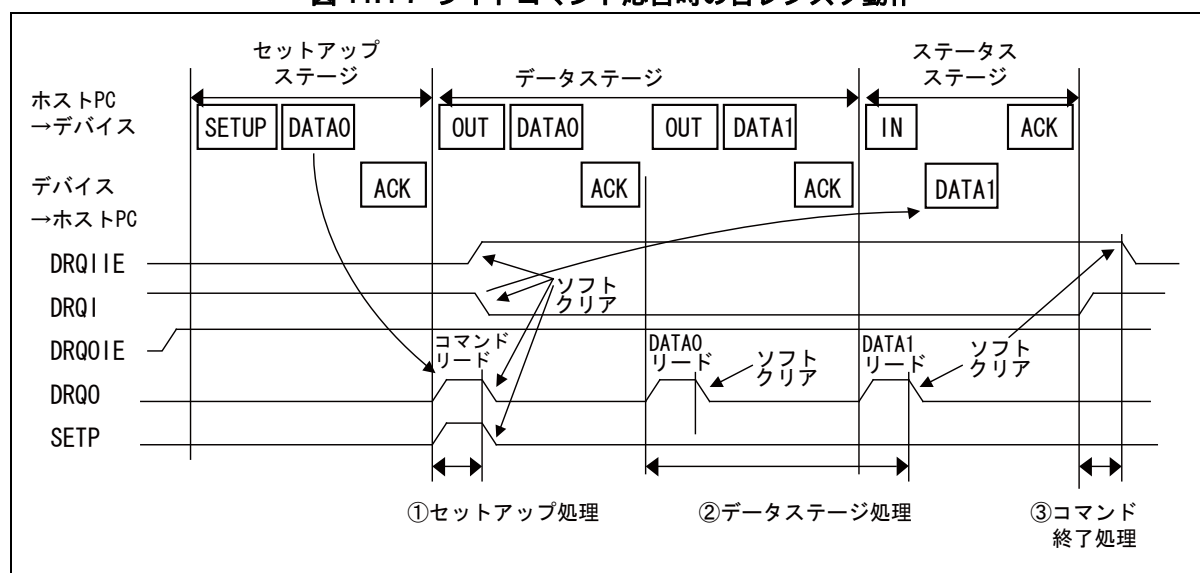 セットアップ
ステージ
データステージ
ステータス
ステージ
ホストPC
→デバイス
SETUP DATA0 OUT DATA0 OUT DATA1 IN ACK
デバイス
→ホストPC
ACK ACK ACK DATA1
DRQIIE
DRQI
ソフト
クリア
DRQOIE
コマンド
リード
DATA0
リード
ソフト
クリア
DATA1
リード
ソフト
クリア
DRQO
SETP
①セットアップ処理
②データステージ処理
③コマンド
終了処理